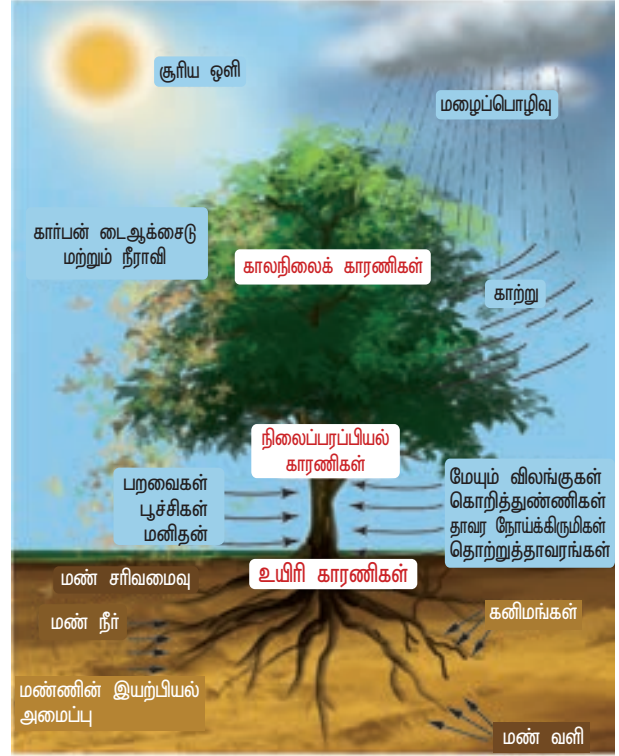 சூரிய ஒளி
மழைப்பொழிவு
கார்பன் டைஆக்சைடு
மற்றும் நீராவி
காலநிலைக் காரணிகள்
காற்று
நிலைப்பரப்பியல்
காரணிகள்
பறவைகள்
பூச்சிகள்
மனிதன்
மேயும் விலங்குகள்
கொறித்துண்ணிகள்
தாவர நோய்க்கிருமிகள்
தொற்றுத்தாவரங்கள்
உயிரி காரணிகள்
மண் சரிவமைவு
மண் நீர்
கனிமங்கள்
மண்ணின் இயற்பியல்
அமைப்பு
மண் வளி